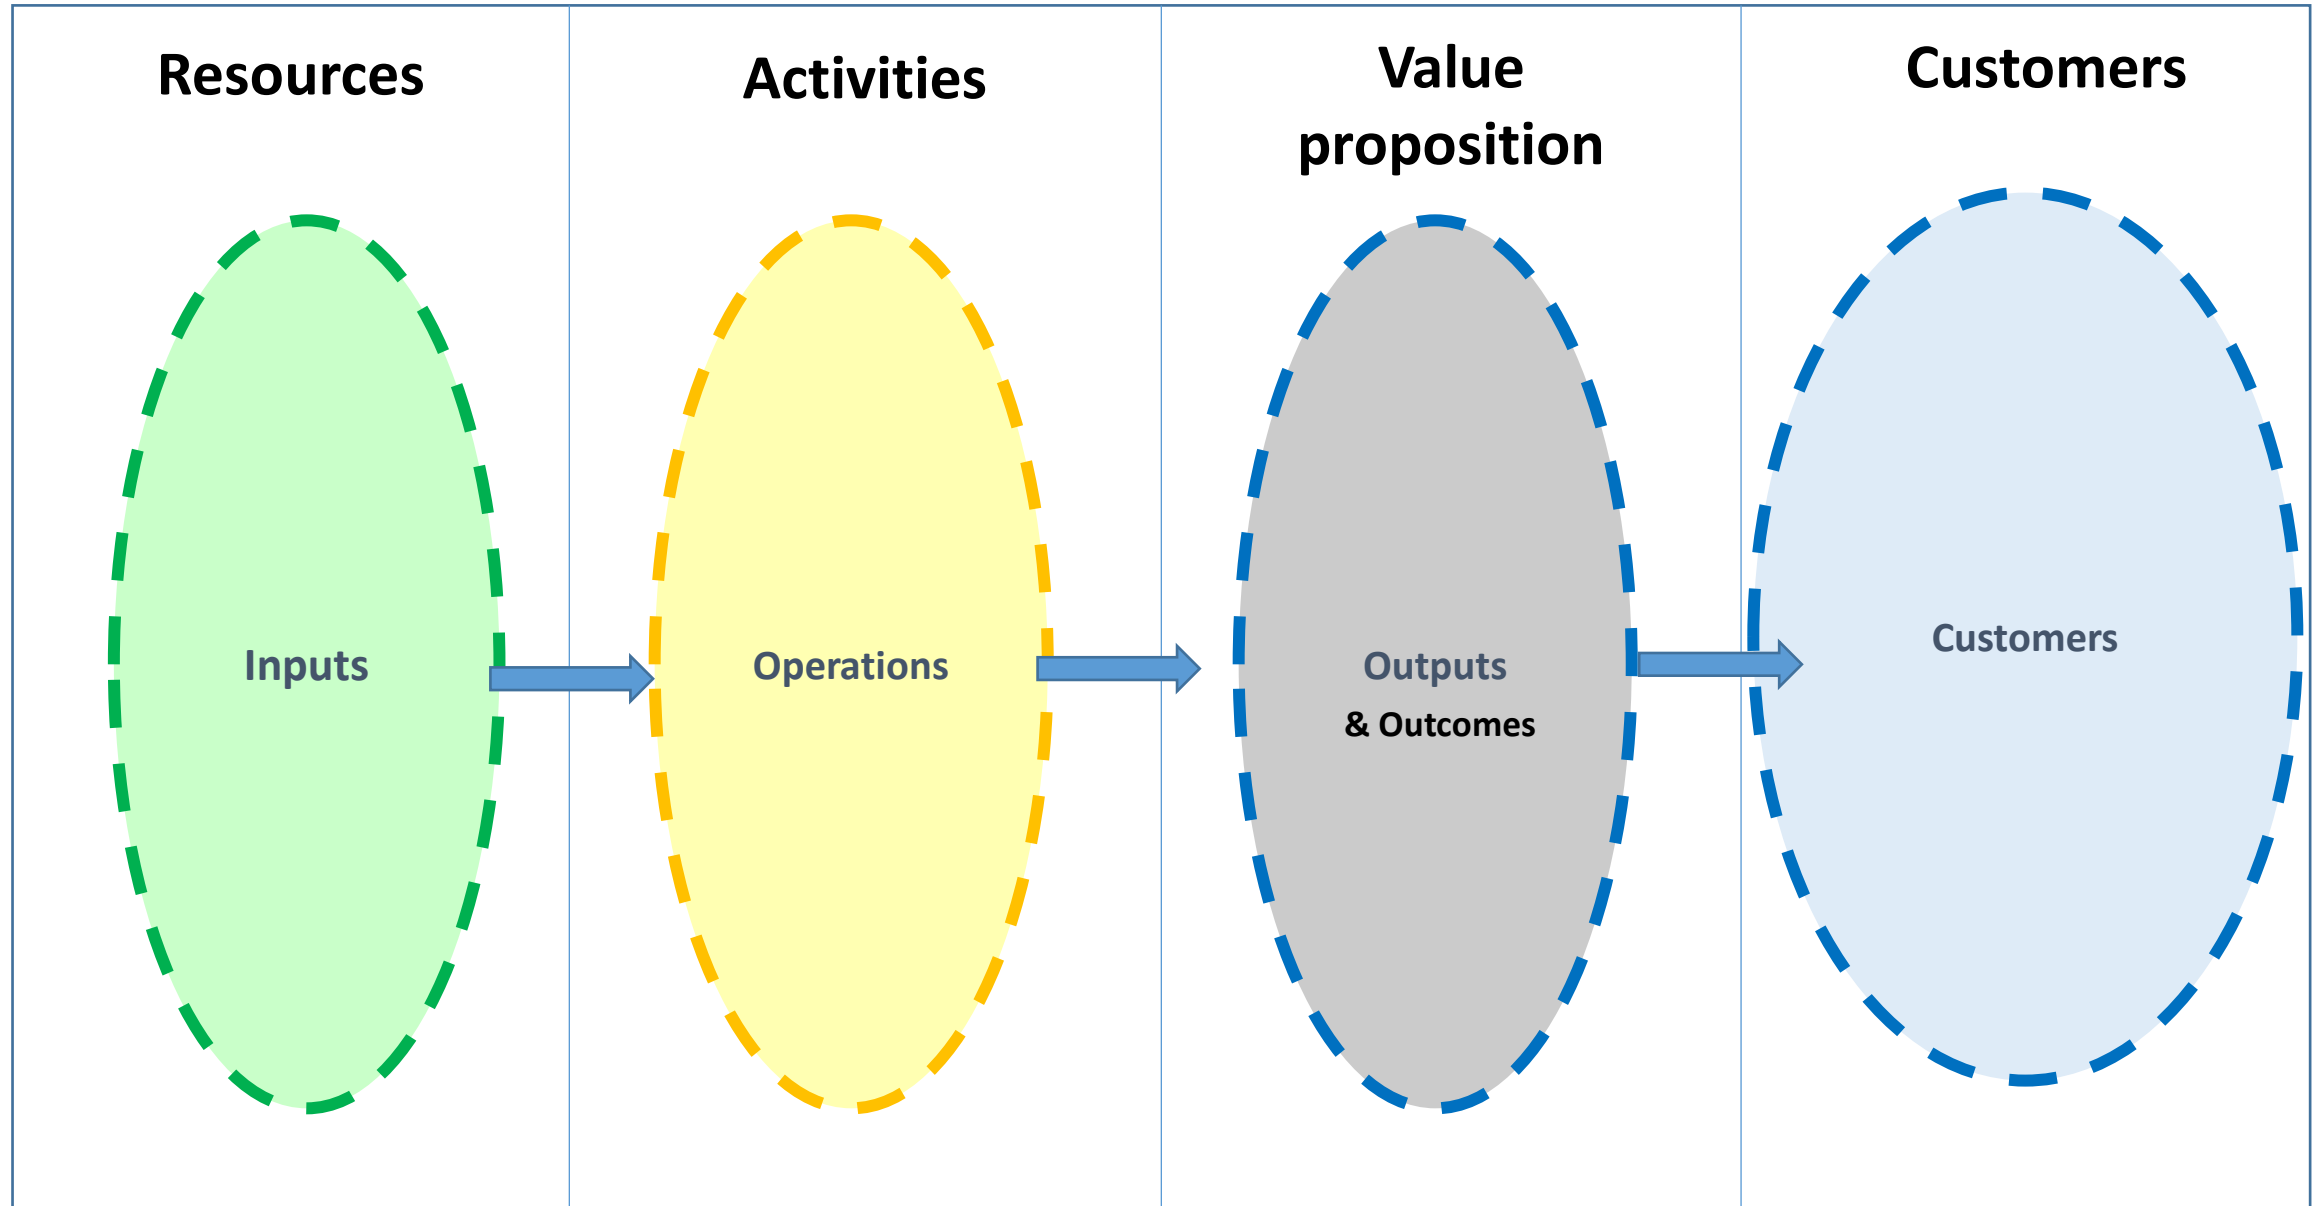 Resources
Activities
Value
proposition
Customers
Inputs
Operations
Outputs
& Outcomes
Customers